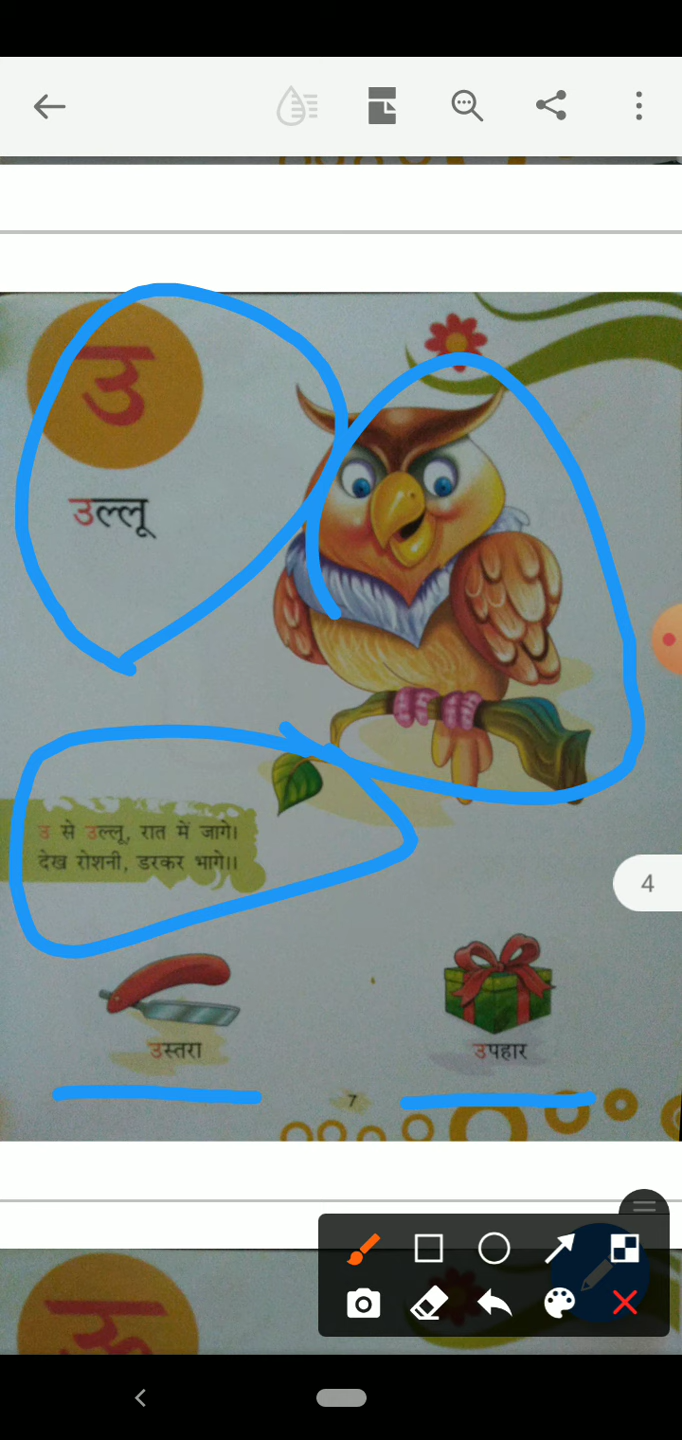 उ
उल्लू
उ से उल्लू, रात में जागे।
देख रोशनी, डरकर भागे।।
4
उस्तरा
उपहार
7
ऊ